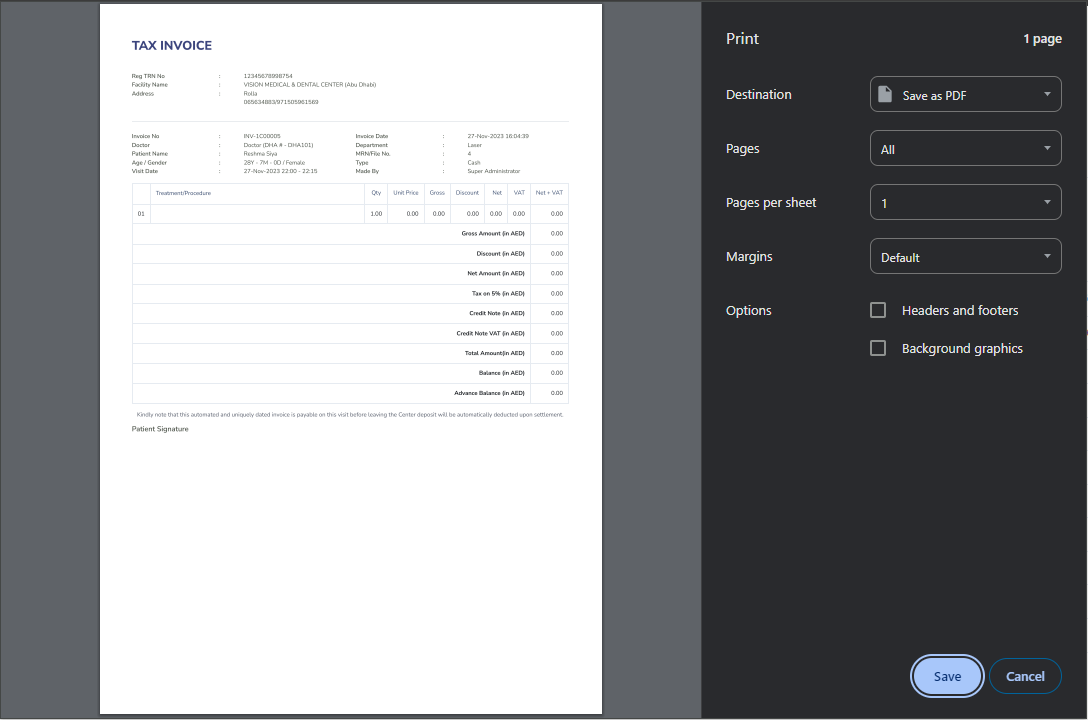 TAX INVOICE
Reg TRN No : 12345678998754
Facility Name : VISION MEDICAL & DENTAL CENTER (Abu Dhabi)
Address : Rolla
065634883/971505961569
Invoice No : INV-1C00005 Invoice Date : 27-Nov-2023 16:04:39
Doctor : Doctor (DHA # - DHA101) Department : Laser
Patient Name : Reshma Siya MRN/File No. : 4
Age / Gender : 28Y - 7M - 0D / Female Type : Cash
Visit Date : 27-Nov-2023 22:00 - 22:15 Made By : Super Administrator
Treatment/Procedure Qty Unit Price Gross Discount Net VAT Net + VAT
01 1.00 0.00 0.00 0.00 0.00 0.00 0.00
Gross Amount (in AED) 0.00
Discount (in AED) 0.00
Net Amount (in AED) 0.00
Tax on 5% (in AED) 0.00
Credit Note (in AED) 0.00
Credit Note VAT (in AED) 0.00
Total Amount(in AED) 0.00
Balance (in AED) 0.00
Advance Balance (in AED) 0.00
Kindly note that this automated and uniquely dated invoice is payable on this visit before leaving the Center deposit will be automatically deducted upon settlement.
Patient Signature
Print 1 page
Destination Save as PDF
Pages All
Pages per sheet 1
Margins Default
Options Headers and footers
Background graphics
Save Cancel